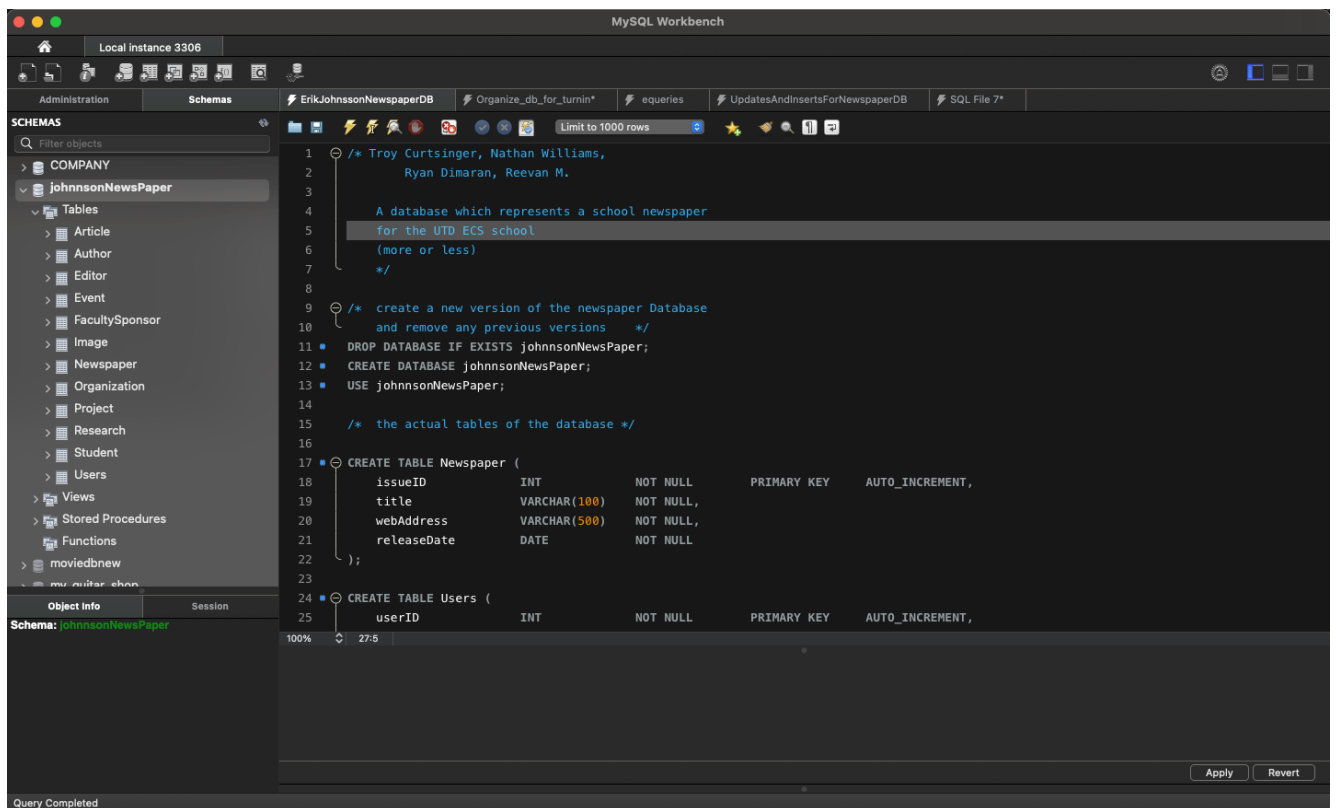 MySQL Workbench
Local instance 3306
Administration
Schemas
SCHEMAS
Filter objects
COMPANY
johnnsonNewsPaper
Tables
Article
Author
Editor
Event
FacultySponsor
Image
Newspaper
Organization
Project
Research
Student
Users
Views
Stored Procedures
Functions
moviedbnew
my_guitar_shop
Object Info
Session
Schema: johnnsonNewsPaper
ErikJohnssonNewspaperDB
Organize_db_for_turnin*
equeries
UpdatesAndInsertsForNewspaperDB
SQL File 7*
Limit to 1000 rows
1 /* Troy Curtsinger, Nathan Williams,
2 Ryan Dimaran, Reevan M.
3
4 A database which represents a school newspaper
5 for the UTD ECS school
6 (more or less)
7 */
8
9 /* create a new version of the newspaper Database
10 and remove any previous versions */
11 DROP DATABASE IF EXISTS johnnsonNewsPaper;
12 CREATE DATABASE johnnsonNewsPaper;
13 USE johnnsonNewsPaper;
14
15 /* the actual tables of the database */
16
17 CREATE TABLE Newspaper (
18 issueID INT NOT NULL PRIMARY KEY AUTO_INCREMENT,
19 title VARCHAR(100) NOT NULL,
20 webAddress VARCHAR(500) NOT NULL,
21 releaseDate DATE NOT NULL
22 );
23
24 CREATE TABLE Users (
25 userID INT NOT NULL PRIMARY KEY AUTO_INCREMENT,
100% 27:5
Apply
Revert
Query Completed